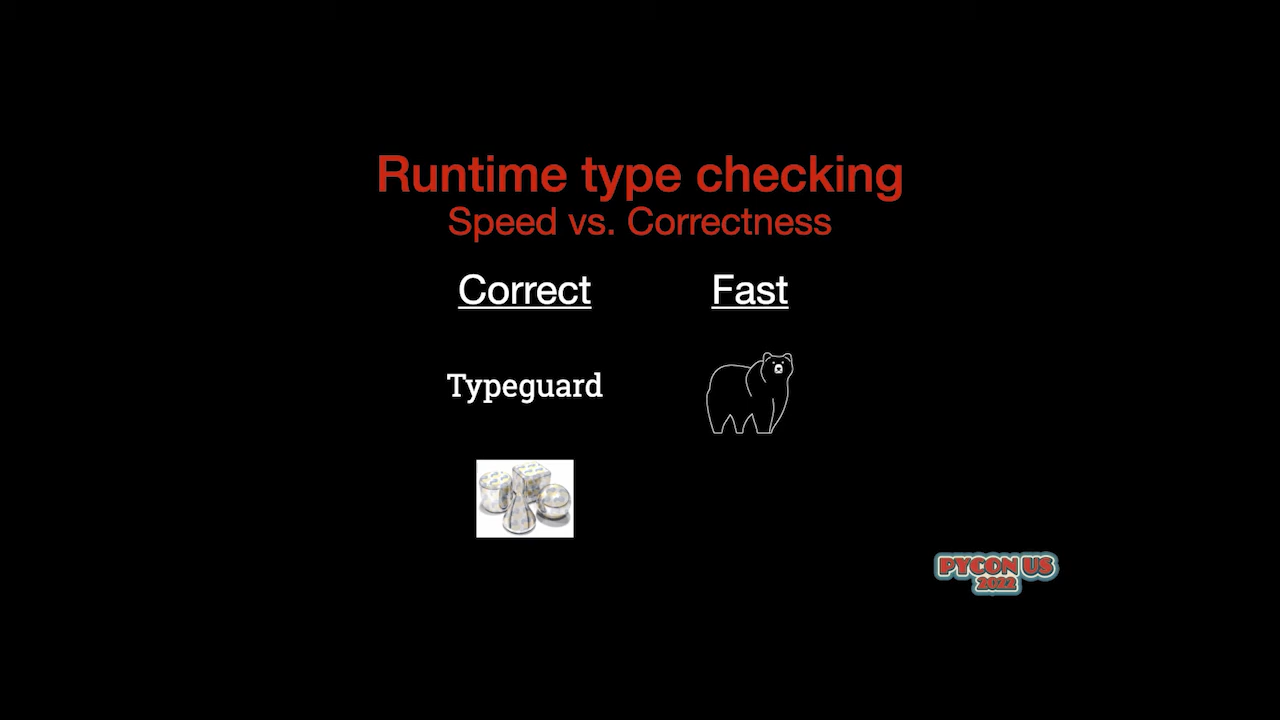 Runtime type checking
Speed vs. Correctness
Correct
Fast
Typeguard
PYCON US
2022